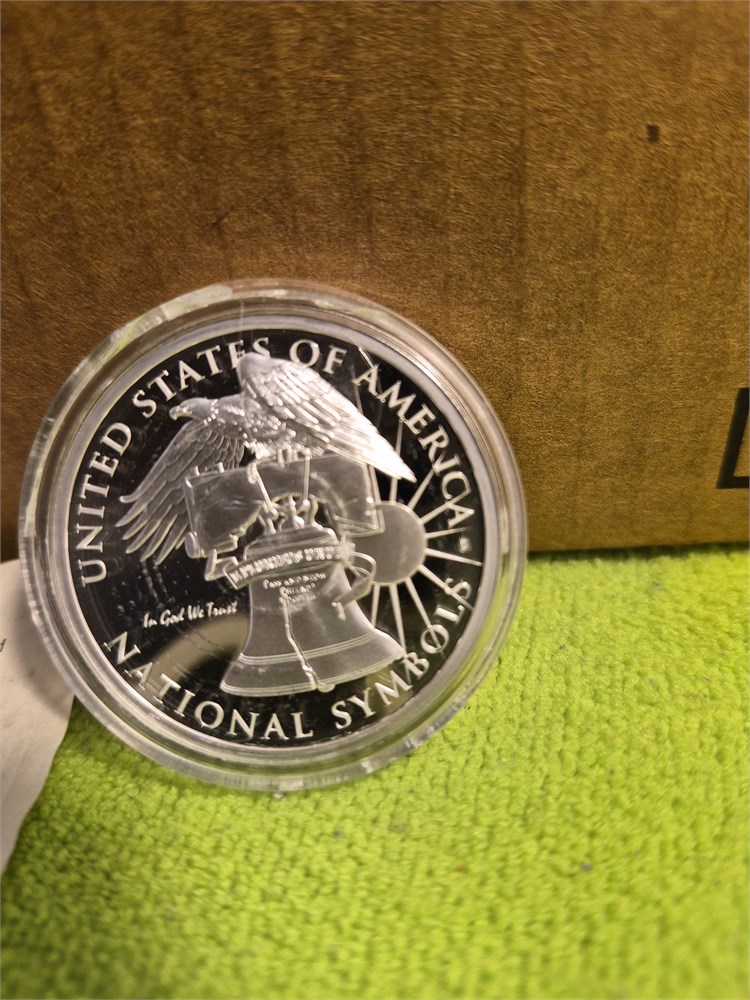 UNITED STATES OF AMERICA
In God We Trust
NATIONAL SYMBOLS